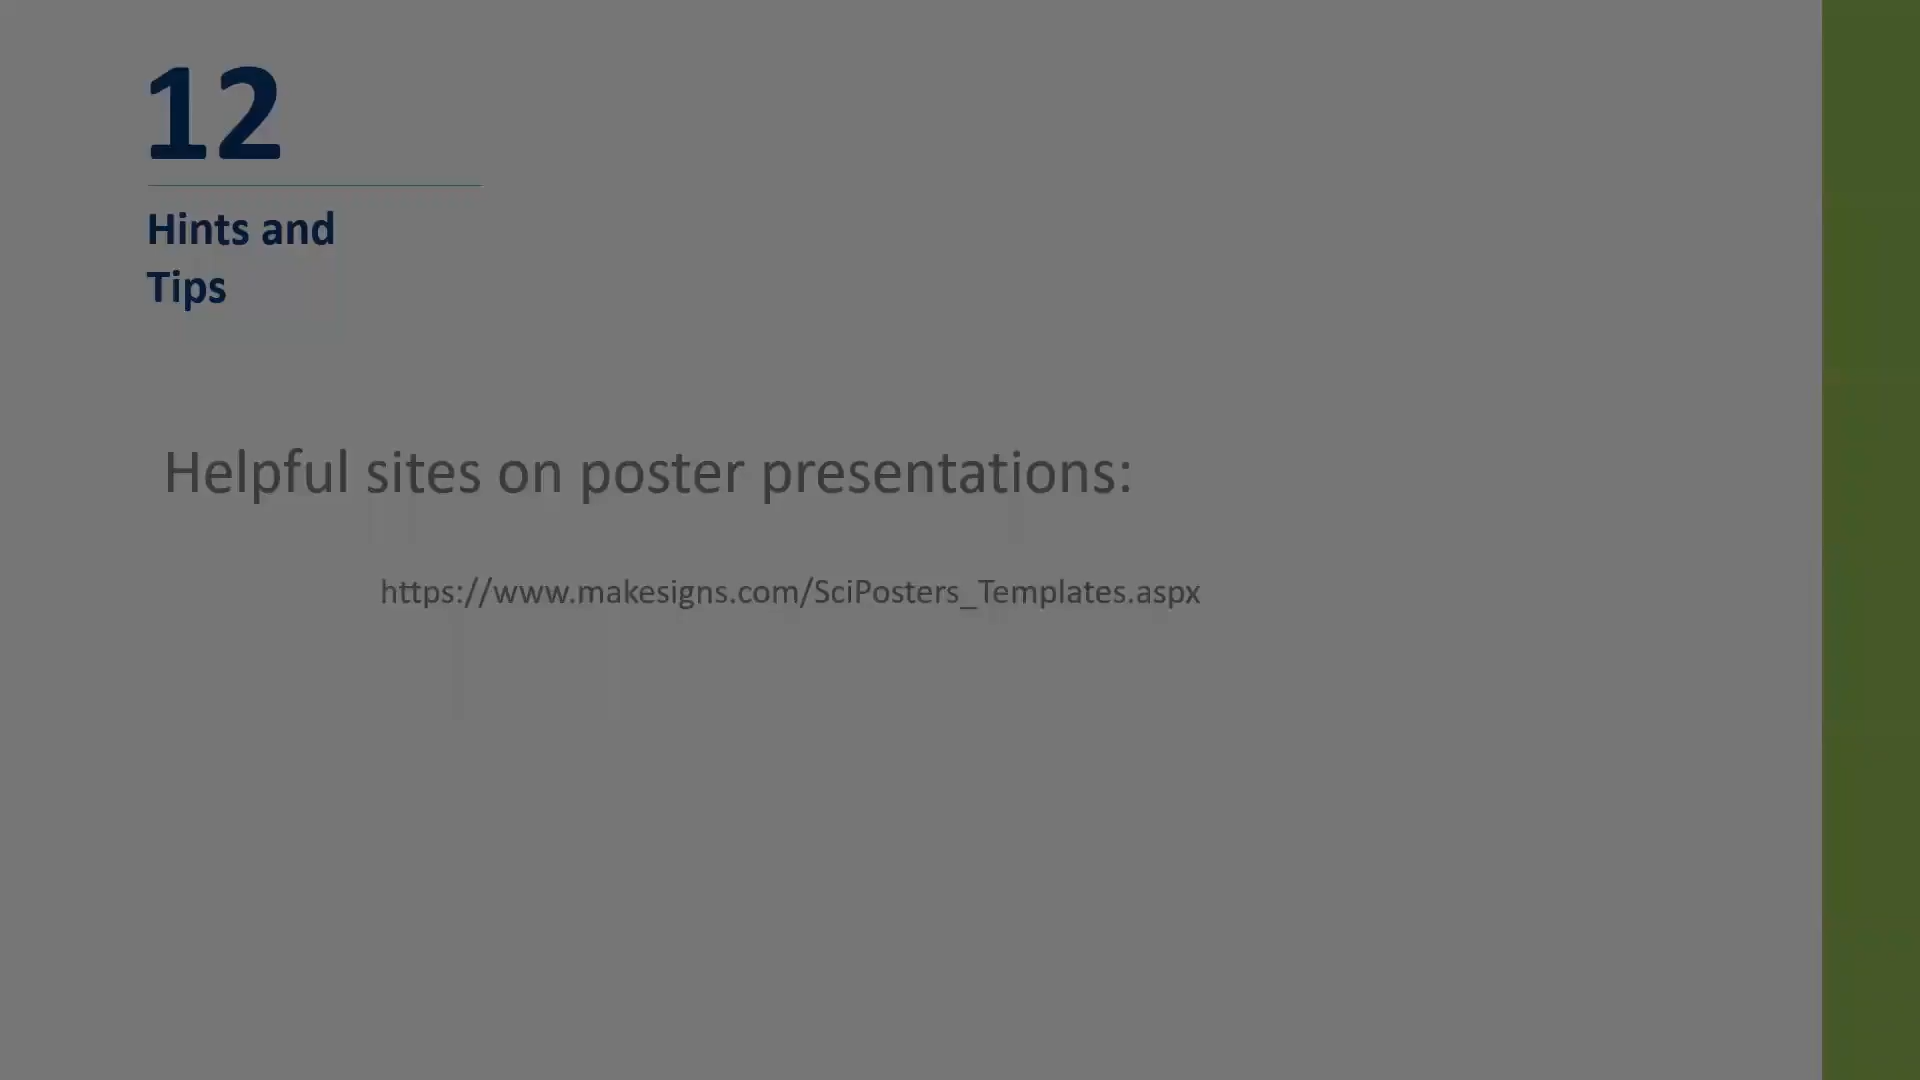 12
Hints and
Tips
Helpful sites on poster presentations:
https://www.makesigns.com/SciPosters_Templates.aspx